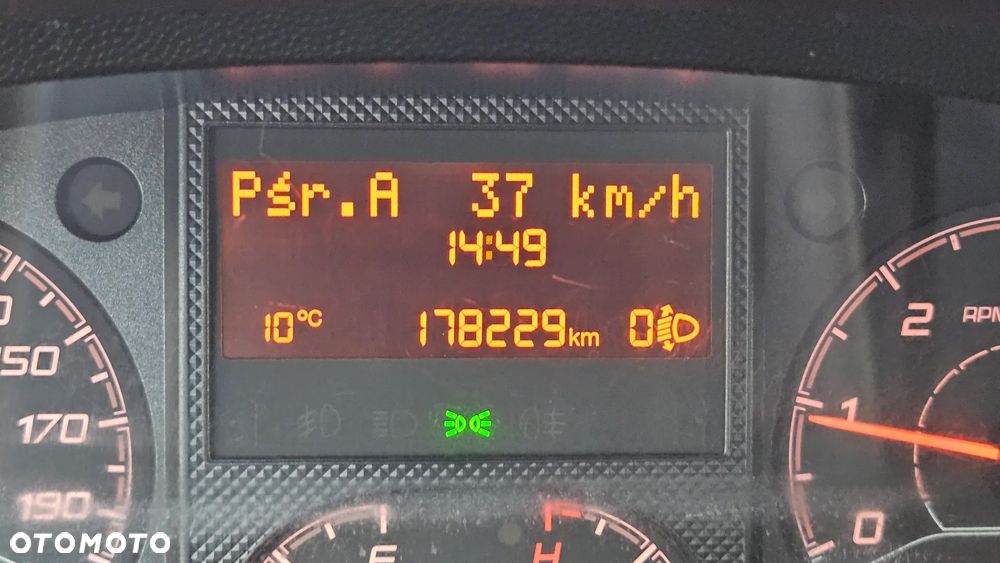 Pśr.A 37 km/h
14:49
10°C 178229km 0
150
170
190
2 RPM
1
0
E
H
OTOMOTO